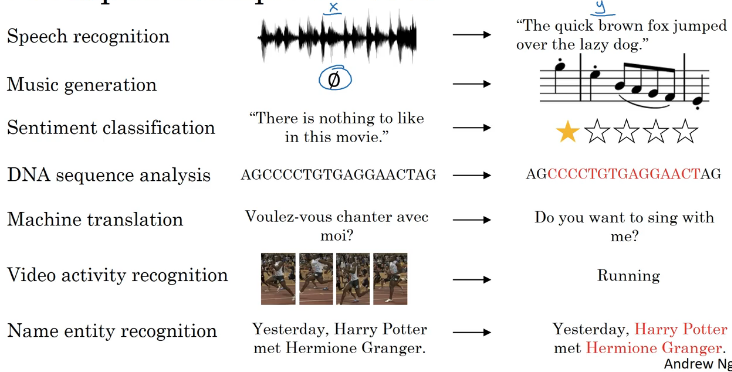 x
y
Speech recognition
“The quick brown fox jumped
over the lazy dog.”
Music generation
∅
Sentiment classification
“There is nothing to like
in this movie.”
DNA sequence analysis
AGCCCCTGTGAGGAACTAG
AGCCCCTGTGAGGAACTAG
Machine translation
Voulez-vous chanter avec
moi?
Do you want to sing with
me?
Video activity recognition
Running
Name entity recognition
Yesterday, Harry Potter
met Hermione Granger.
Yesterday, Harry Potter
met Hermione Granger.
Andrew Ng